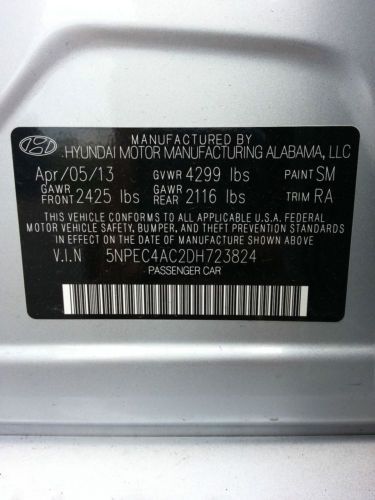 MANUFACTURED BY
HYUNDAI MOTOR MANUFACTURING ALABAMA, LLC
Apr/05/13 GVWR 4299 lbs PAINT SM
GAWR FRONT 2425 lbs GAWR REAR 2116 lbs TRIM RA
THIS VEHICLE CONFORMS TO ALL APPLICABLE U.S.A. FEDERAL
MOTOR VEHICLE SAFETY, BUMPER, AND THEFT PREVENTION STANDARDS
IN EFFECT ON THE DATE OF MANUFACTURE SHOWN ABOVE
V.I.N 5NPEC4AC2DH723824
PASSENGER CAR